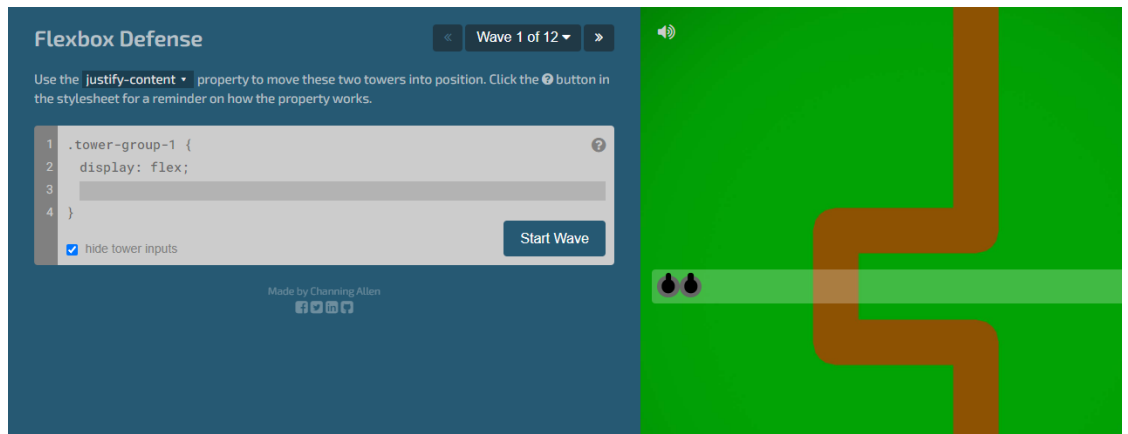 Flexbox Defense
« Wave 1 of 12 »
Use the justify-content property to move these two towers into position. Click the ? button in
the stylesheet for a reminder on how the property works.
1 .tower-group-1 { ?
2 display: flex;
3
4 }
hide tower inputs
Start Wave
Made by Channing Allen